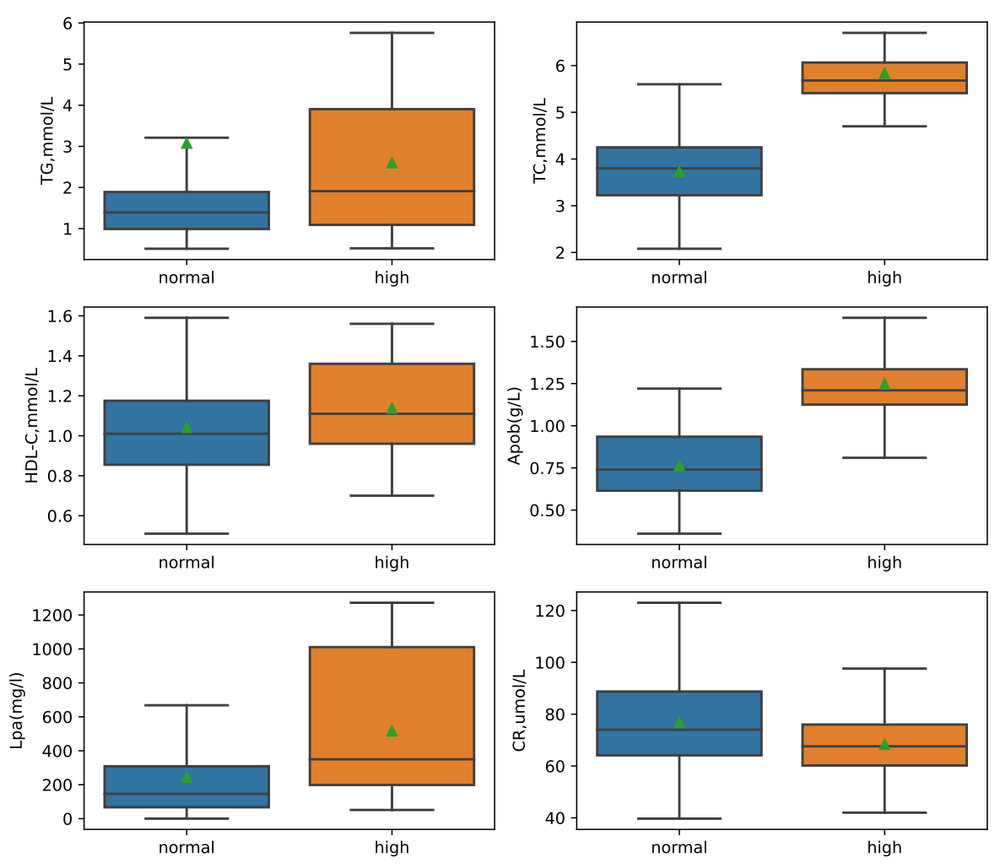 TG,mmol/L
6
5
4
3
2
1
normal high
TC,mmol/L
6
5
4
3
2
normal high
HDL-C,mmol/L
1.6
1.4
1.2
1.0
0.8
0.6
normal high
Apob(g/L)
1.50
1.25
1.00
0.75
0.50
normal high
Lpa(mg/l)
1200
1000
800
600
400
200
0
normal high
CR,umol/L
120
100
80
60
40
normal high